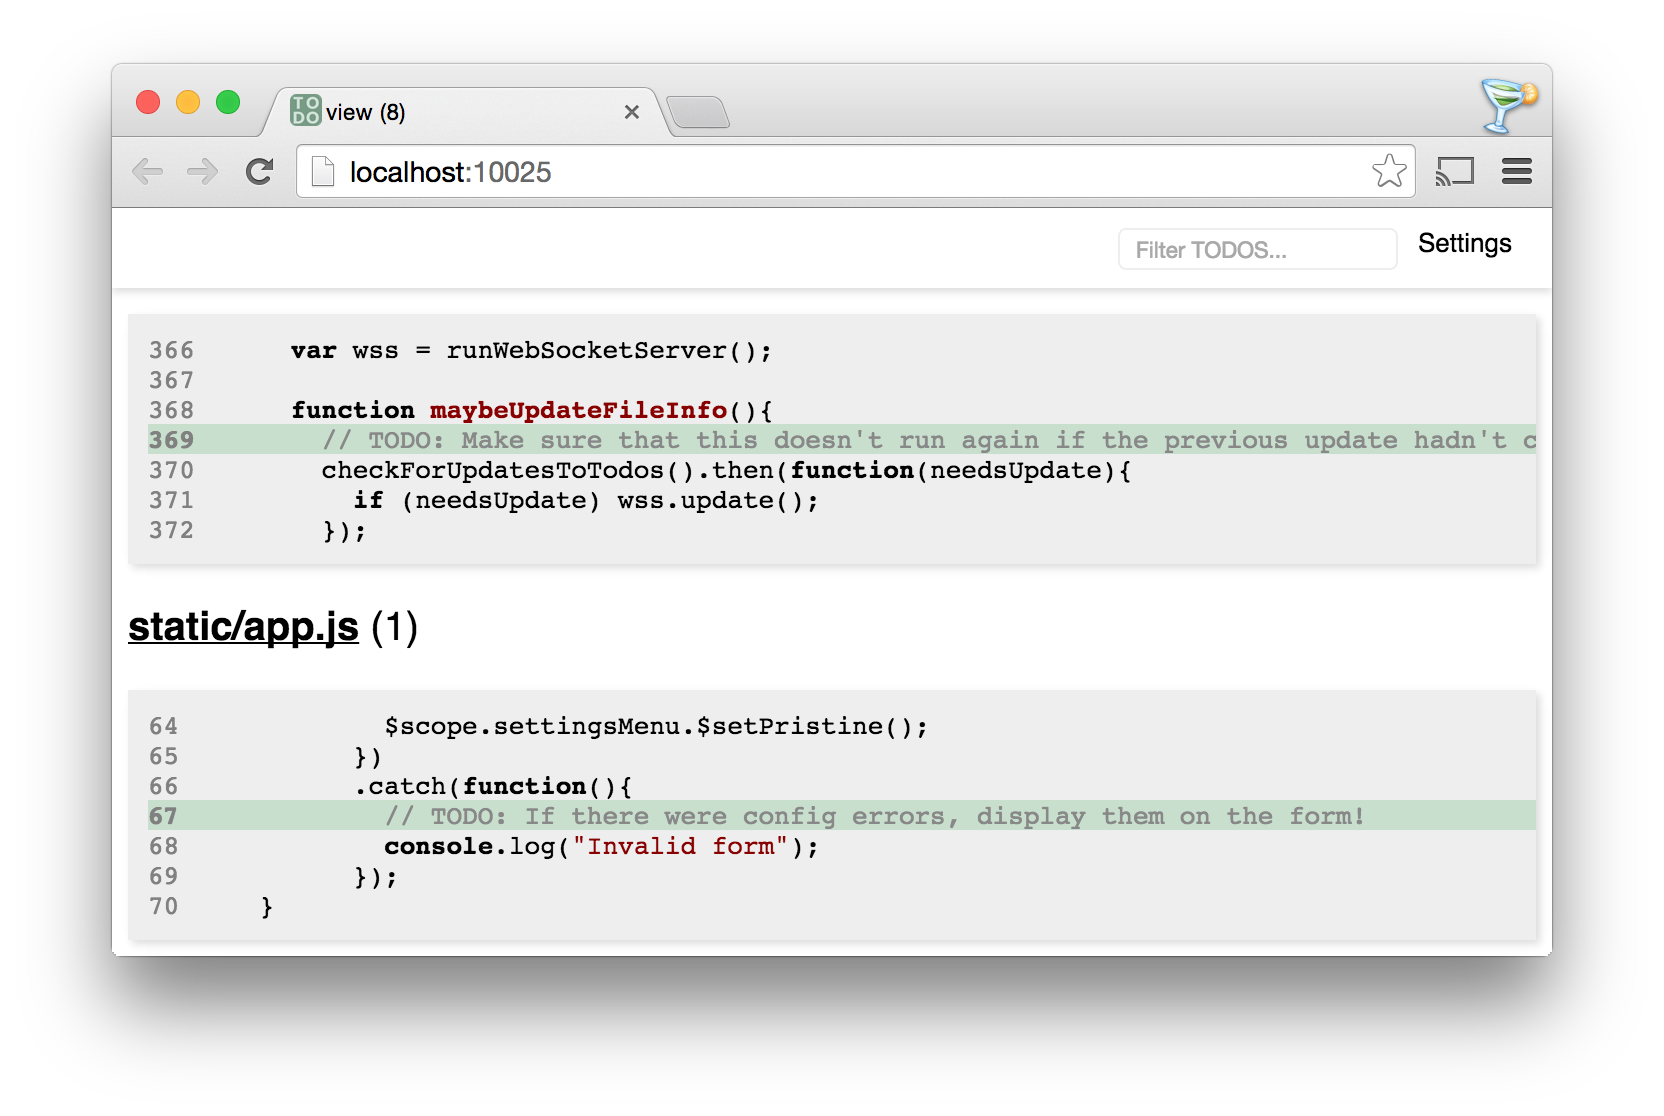 TO
DO
view (8)
localhost:10025
Filter TODOS...
Settings
366 var wss = runWebSocketServer();
367
368 function maybeUpdateFileInfo(){
369 // TODO: Make sure that this doesn't run again if the previous update hadn't c
370 checkForUpdatesToTodos().then(function(needsUpdate){
371 if (needsUpdate) wss.update();
372 });
static/app.js (1)
64 $scope.settingsMenu.$setPristine();
65 })
66 .catch(function(){
67 // TODO: If there were config errors, display them on the form!
68 console.log("Invalid form");
69 });
70 }